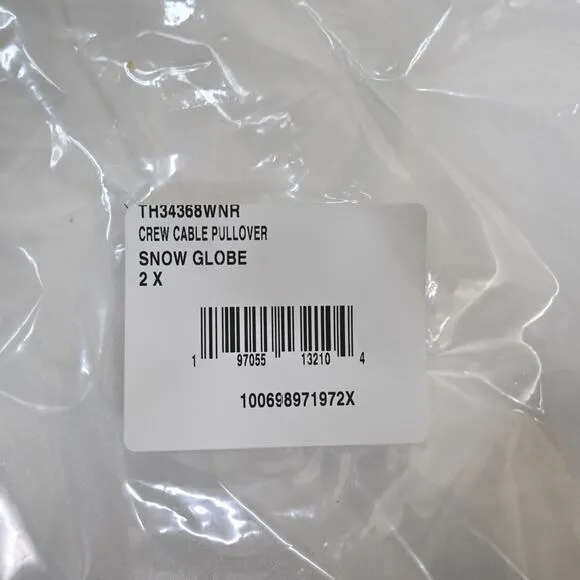 TH34368WNR
CREW CABLE PULLOVER
SNOW GLOBE
2 X
1 97055 13210 4
100698971972X